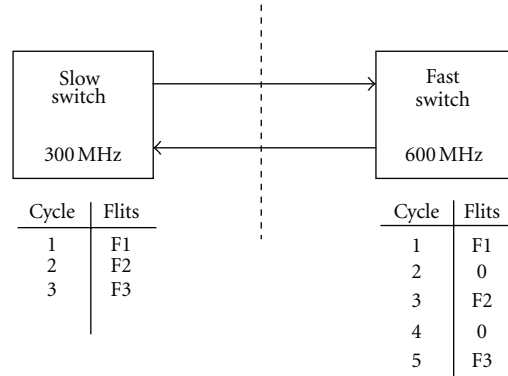 Slow
switch
300 MHz
Fast
switch
600 MHz
Cycle Flits
1 F1
2 F2
3 F3
Cycle Flits
1 F1
2 0
3 F2
4 0
5 F3